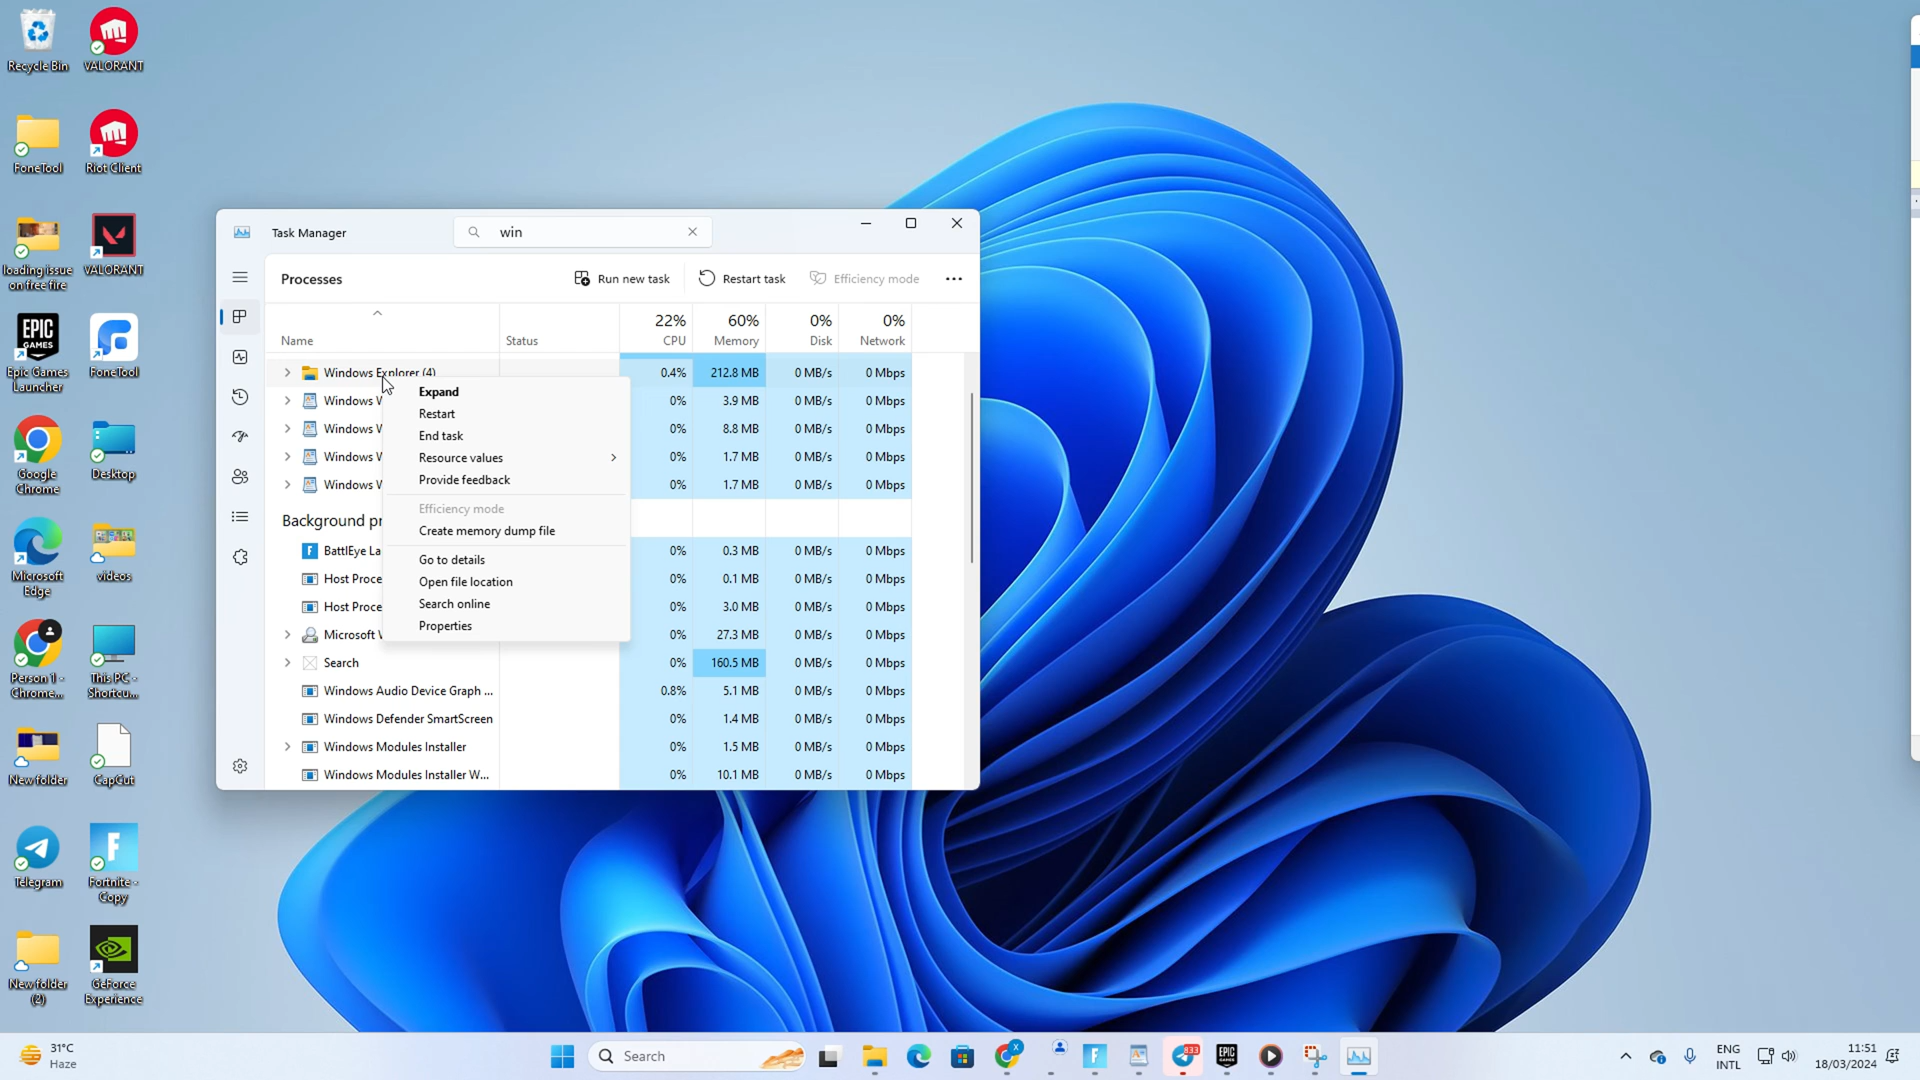 Recycle Bin
VALORANT
FoneTool
Riot Client
loading issue
on free fire
VALORANT
EPIC
GAMES
Epic Games
Launcher
FoneTool
Google
Chrome
Desktop
Microsoft
Edge
videos
Person 1 -
Chrome...
This PC -
Shortcu...
New folder
CapCut
Telegram
Fortnite -
Copy
New folder
(2)
GeForce
Experience
Task Manager
win
Processes
Run new task
Restart task
Efficiency mode
Name
Status
22%
CPU
60%
Memory
0%
Disk
0%
Network
Windows Explorer (4) 0.4% 212.8 MB 0 MB/s 0 Mbps
Windows W 0% 3.9 MB 0 MB/s 0 Mbps
Windows W 0% 8.8 MB 0 MB/s 0 Mbps
Windows W 0% 1.7 MB 0 MB/s 0 Mbps
Windows W 0% 1.7 MB 0 MB/s 0 Mbps
Background pr
BattlEye La 0% 0.3 MB 0 MB/s 0 Mbps
Host Proce 0% 0.1 MB 0 MB/s 0 Mbps
Host Proce 0% 3.0 MB 0 MB/s 0 Mbps
Microsoft W 0% 27.3 MB 0 MB/s 0 Mbps
Search 0% 160.5 MB 0 MB/s 0 Mbps
Windows Audio Device Graph ... 0.8% 5.1 MB 0 MB/s 0 Mbps
Windows Defender SmartScreen 0% 1.4 MB 0 MB/s 0 Mbps
Windows Modules Installer 0% 1.5 MB 0 MB/s 0 Mbps
Windows Modules Installer W... 0% 10.1 MB 0 MB/s 0 Mbps
Expand
Restart
End task
Resource values
Provide feedback
Efficiency mode
Create memory dump file
Go to details
Open file location
Search online
Properties
31°C
Haze
Search
X
833
EPIC
GAMES
ENG
INTL
11:51
18/03/2024